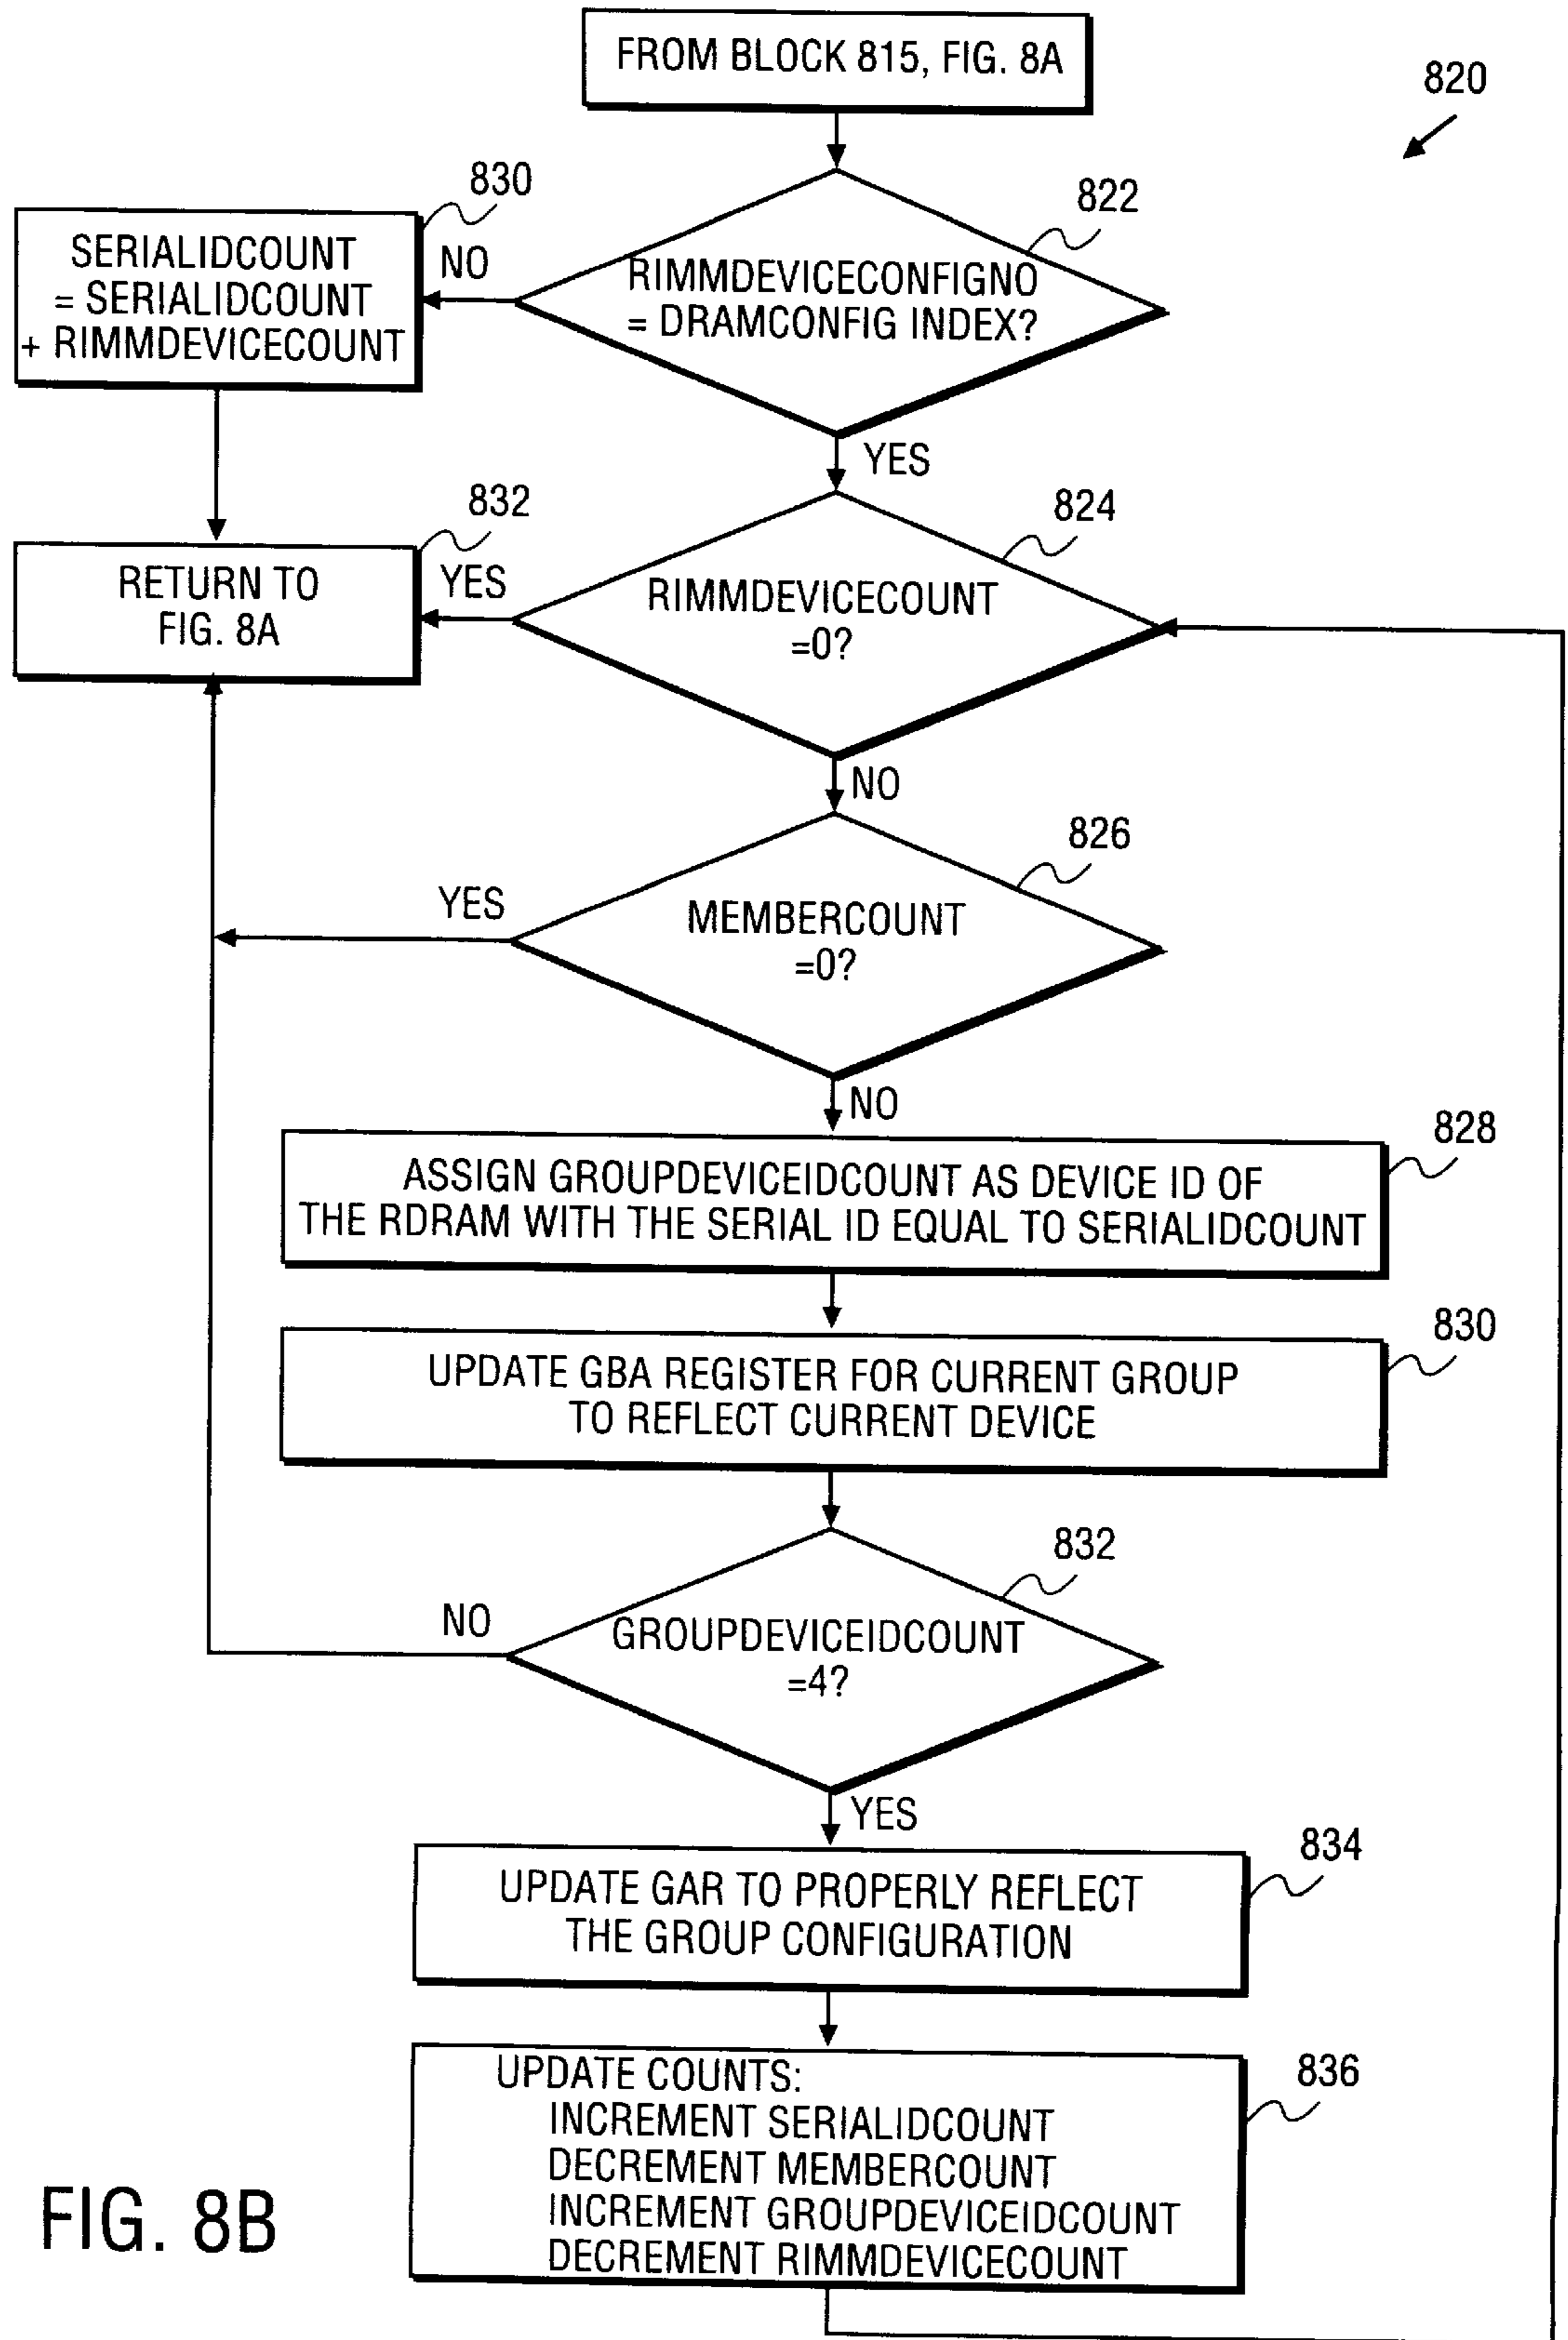 FROM BLOCK 815, FIG. 8A
820
830
SERIALIDCOUNT
= SERIALIDCOUNT
+ RIMMDEVICECOUNT
NO
822
RIMMDEVICECONFIGNO
= DRAMCONFIG INDEX?
YES
832
RETURN TO
FIG. 8A
YES
824
RIMMDEVICECOUNT
=0?
NO
826
YES
MEMBERCOUNT
=0?
NO
828
ASSIGN GROUPDEVICEIDCOUNT AS DEVICE ID OF
THE RDRAM WITH THE SERIAL ID EQUAL TO SERIALIDCOUNT
830
UPDATE GBA REGISTER FOR CURRENT GROUP
TO REFLECT CURRENT DEVICE
832
NO
GROUPDEVICEIDCOUNT
=4?
YES
834
UPDATE GAR TO PROPERLY REFLECT
THE GROUP CONFIGURATION
836
UPDATE COUNTS:
INCREMENT SERIALIDCOUNT
DECREMENT MEMBERCOUNT
INCREMENT GROUPDEVICEIDCOUNT
DECREMENT RIMMDEVICECOUNT
FIG. 8B